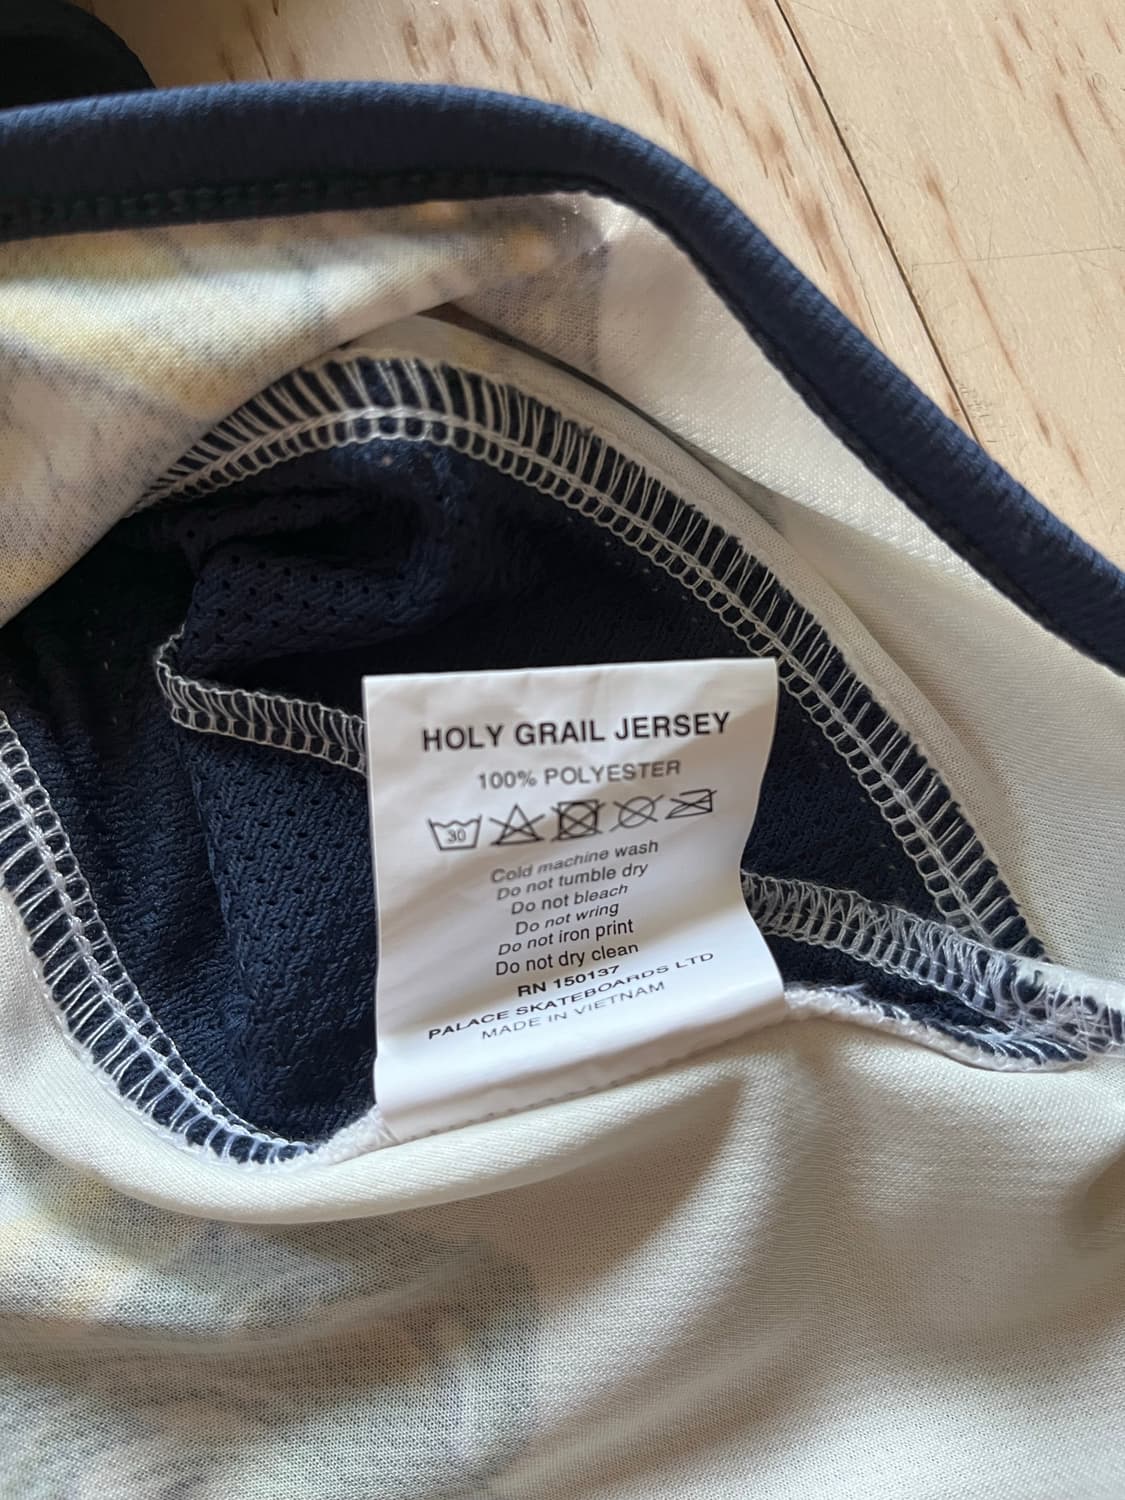 HOLY GRAIL JERSEY
100% POLYESTER
30
Cold machine wash
Do not tumble dry
Do not bleach
Do not wring
Do not iron print
Do not dry clean
RN 150137
PALACE SKATEBOARDS LTD
MADE IN VIETNAM